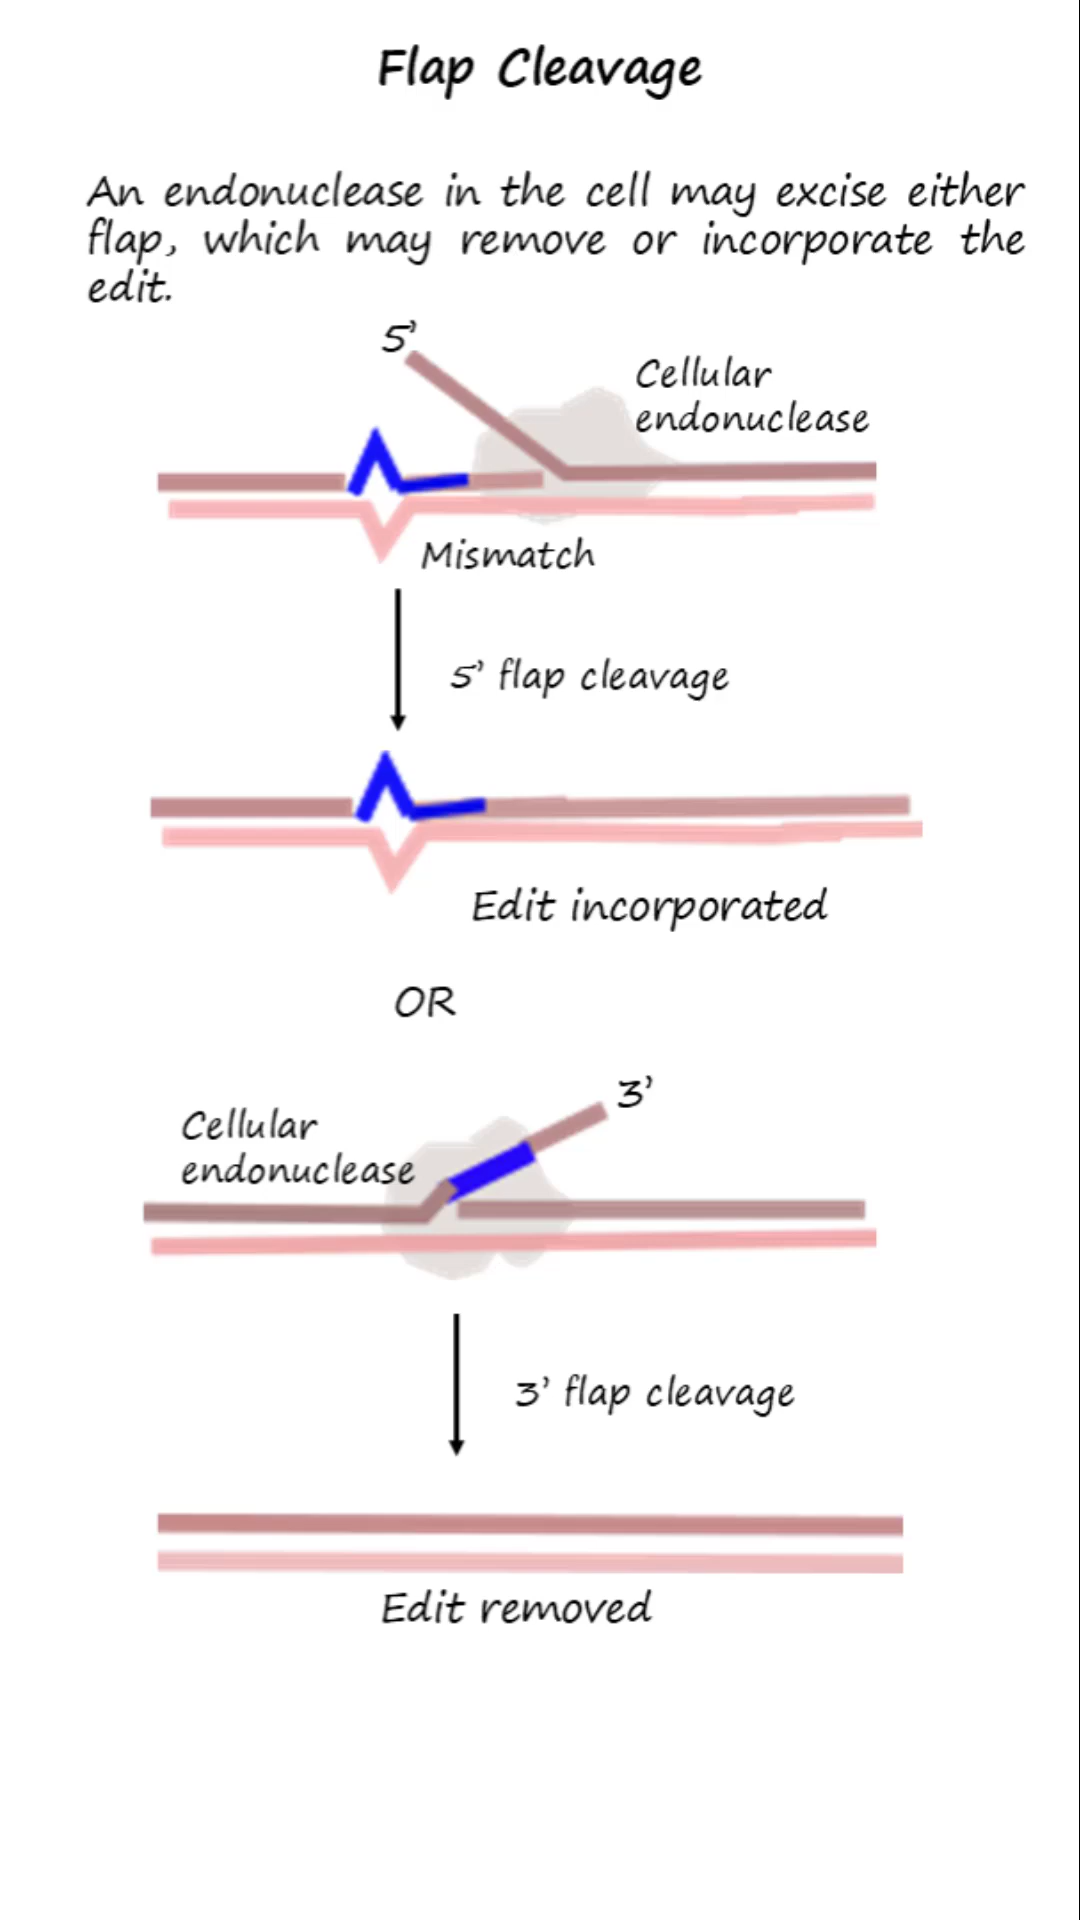 Flap Cleavage
An endonuclease in the cell may excise either
flap, which may remove or incorporate the
edit.
5’
Cellular
endonuclease
Mismatch
5’ flap cleavage
Edit incorporated
OR
3’
Cellular
endonuclease
3’ flap cleavage
Edit removed